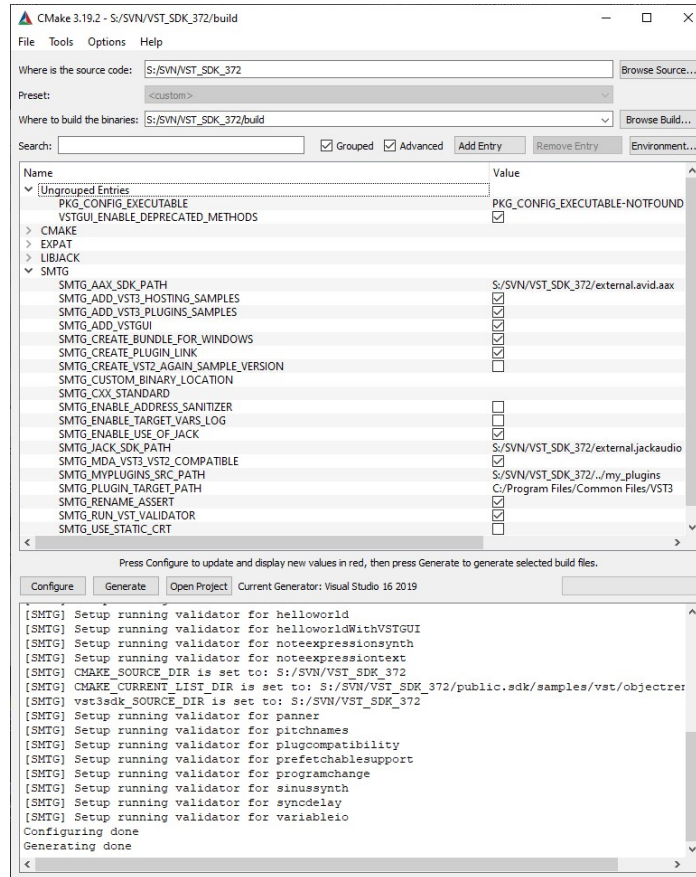 CMake 3.19.2 - S:/SVN/VST_SDK_372/build
File Tools Options Help
Where is the source code: S:/SVN/VST_SDK_372 Browse Source...
Preset: <custom>
Where to build the binaries: S:/SVN/VST_SDK_372/build Browse Build...
Search: Grouped Advanced Add Entry Remove Entry Environment...
Name Value
Ungrouped Entries
PKG_CONFIG_EXECUTABLE PKG_CONFIG_EXECUTABLE-NOTFOUND
VSTGUI_ENABLE_DEPRECATED_METHODS
CMAKE
EXPAT
LIBJACK
SMTG
SMTG_AAX_SDK_PATH S:/SVN/VST_SDK_372/external.avid.aax
SMTG_ADD_VST3_HOSTING_SAMPLES
SMTG_ADD_VST3_PLUGINS_SAMPLES
SMTG_ADD_VSTGUI
SMTG_CREATE_BUNDLE_FOR_WINDOWS
SMTG_CREATE_PLUGIN_LINK
SMTG_CREATE_VST2_AGAIN_SAMPLE_VERSION
SMTG_CUSTOM_BINARY_LOCATION
SMTG_CXX_STANDARD
SMTG_ENABLE_ADDRESS_SANITIZER
SMTG_ENABLE_TARGET_VARS_LOG
SMTG_ENABLE_USE_OF_JACK
SMTG_JACK_SDK_PATH S:/SVN/VST_SDK_372/external.jackaudio
SMTG_MDA_VST3_VST2_COMPATIBLE
SMTG_MYPLUGINS_SRC_PATH S:/SVN/VST_SDK_372/../my_plugins
SMTG_PLUGIN_TARGET_PATH C:/Program Files/Common Files/VST3
SMTG_RENAME_ASSERT
SMTG_RUN_VST_VALIDATOR
SMTG_USE_STATIC_CRT
Press Configure to update and display new values in red, then press Generate to generate selected build files.
Configure Generate Open Project Current Generator: Visual Studio 16 2019
[SMTG] Setup running validator for helloworld
[SMTG] Setup running validator for helloworldWithVSTGUI
[SMTG] Setup running validator for noteexpressionsynth
[SMTG] Setup running validator for noteexpressiontext
[SMTG] CMAKE_SOURCE_DIR is set to: S:/SVN/VST_SDK_372
[SMTG] CMAKE_CURRENT_LIST_DIR is set to: S:/SVN/VST_SDK_372/public.sdk/samples/vst/objectrer
[SMTG] vst3sdk_SOURCE_DIR is set to: S:/SVN/VST_SDK_372
[SMTG] Setup running validator for panner
[SMTG] Setup running validator for pitchnames
[SMTG] Setup running validator for plugcompatibility
[SMTG] Setup running validator for prefetchablesupport
[SMTG] Setup running validator for programchange
[SMTG] Setup running validator for sinussynth
[SMTG] Setup running validator for syncdelay
[SMTG] Setup running validator for variableio
Configuring done
Generating done